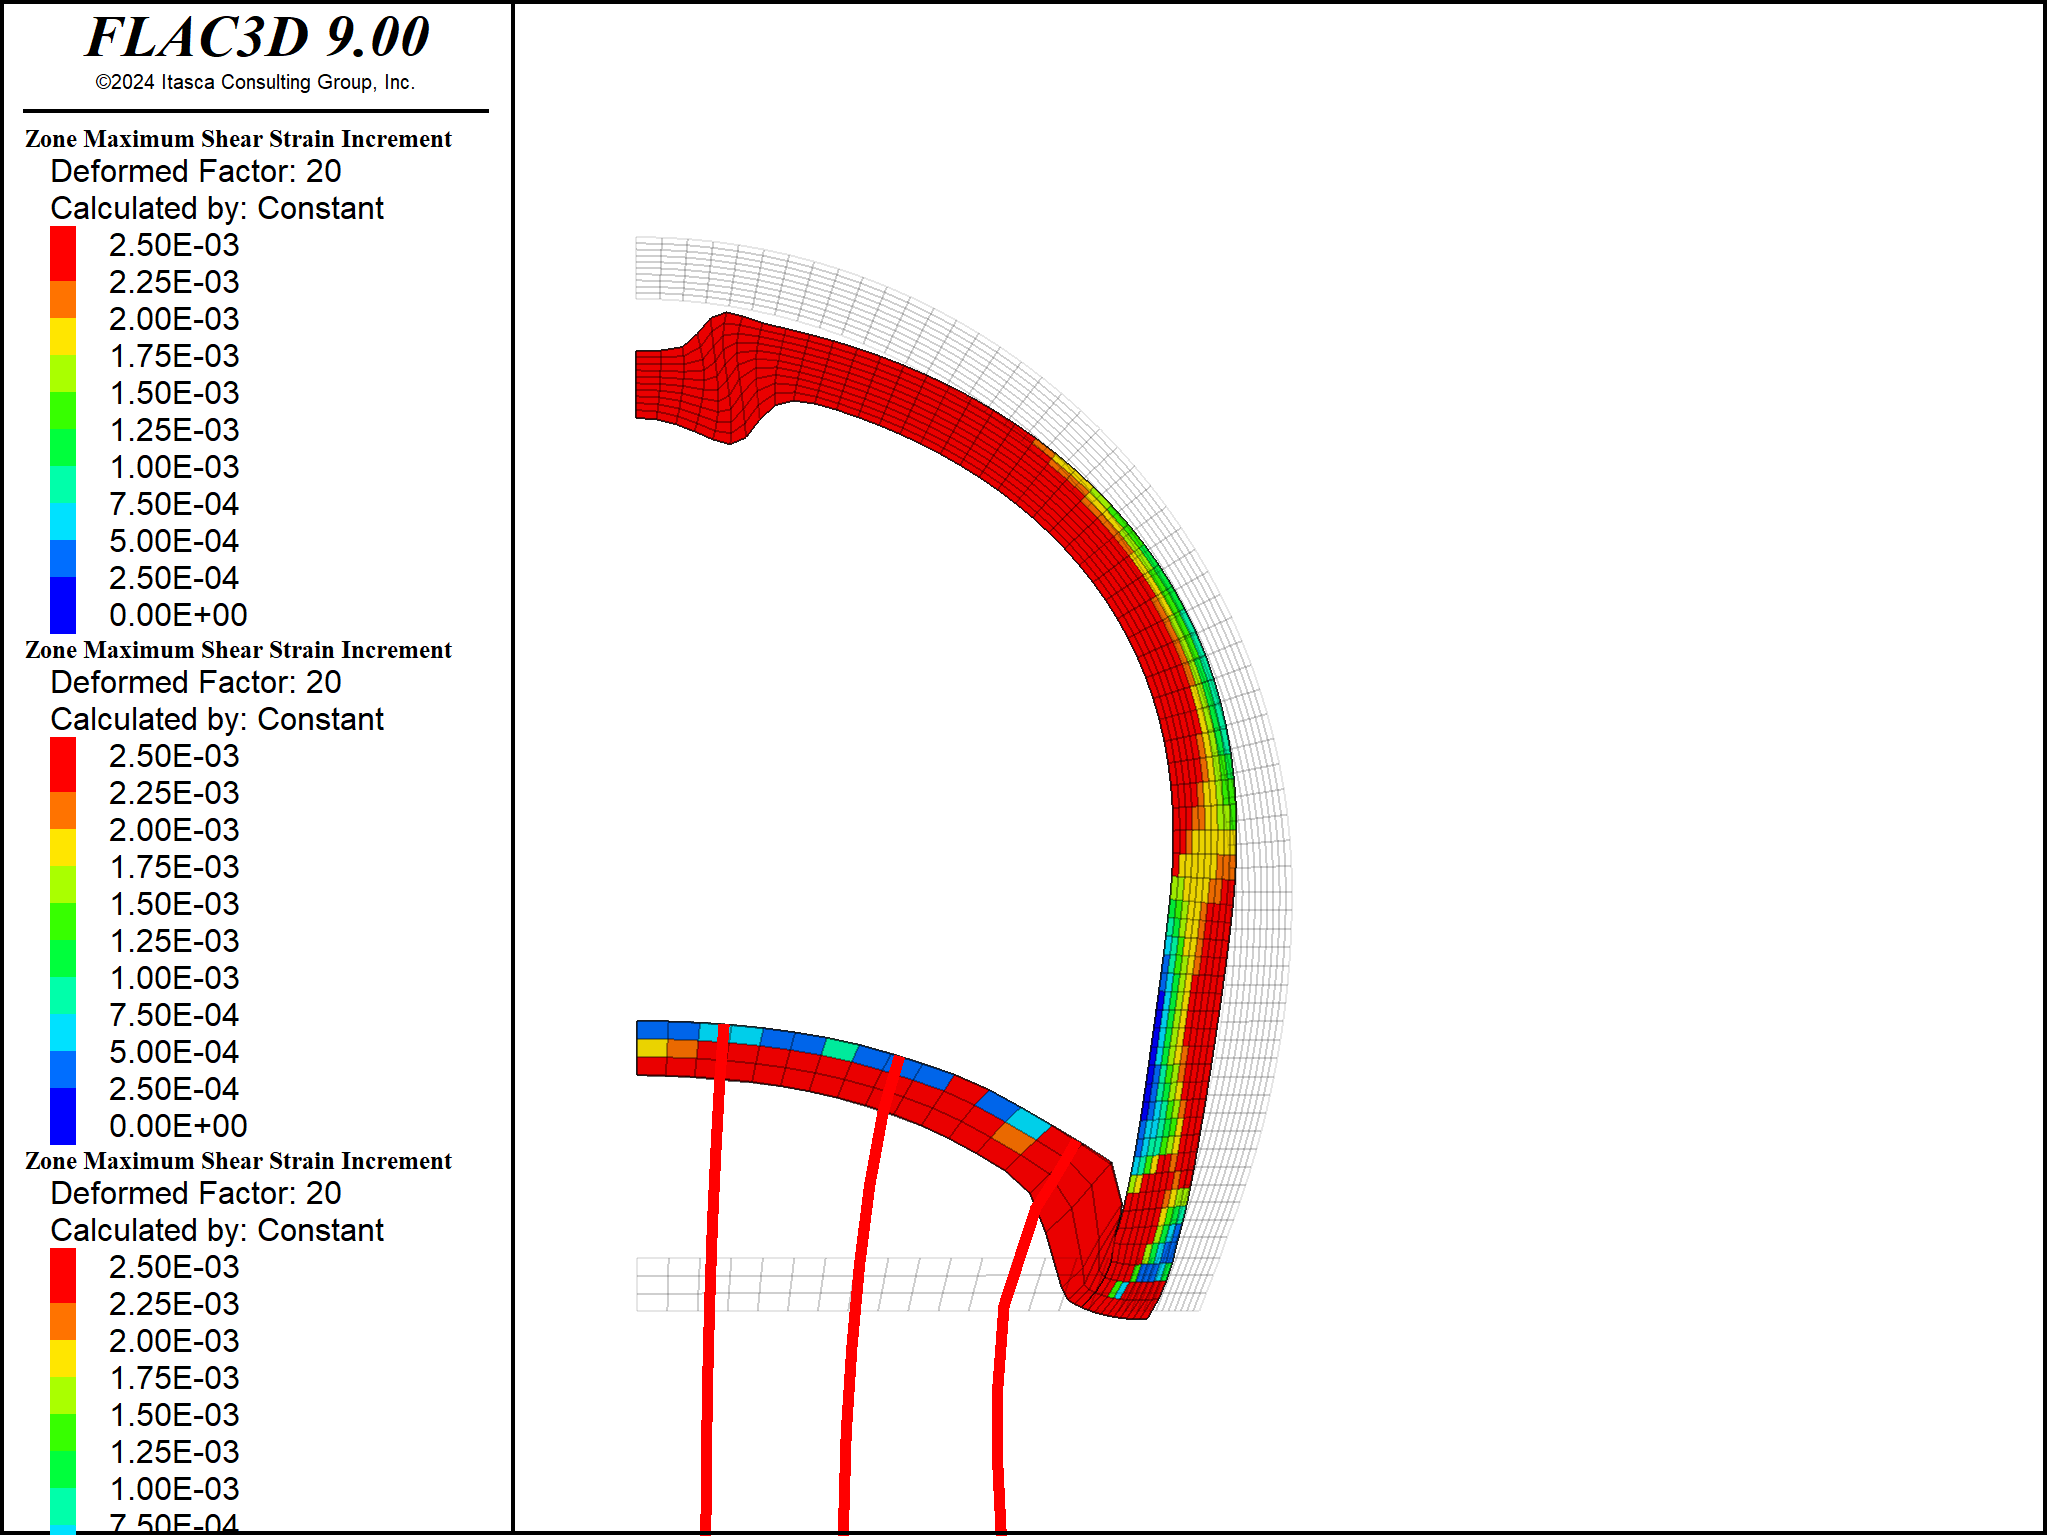 FLAC3D 9.00
©2024 Itasca Consulting Group, Inc.
Zone Maximum Shear Strain Increment
Deformed Factor: 20
Calculated by: Constant
2.50E-03
2.25E-03
2.00E-03
1.75E-03
1.50E-03
1.25E-03
1.00E-03
7.50E-04
5.00E-04
2.50E-04
0.00E+00
Zone Maximum Shear Strain Increment
Deformed Factor: 20
Calculated by: Constant
2.50E-03
2.25E-03
2.00E-03
1.75E-03
1.50E-03
1.25E-03
1.00E-03
7.50E-04
5.00E-04
2.50E-04
0.00E+00
Zone Maximum Shear Strain Increment
Deformed Factor: 20
Calculated by: Constant
2.50E-03
2.25E-03
2.00E-03
1.75E-03
1.50E-03
1.25E-03
1.00E-03
7.50E-04